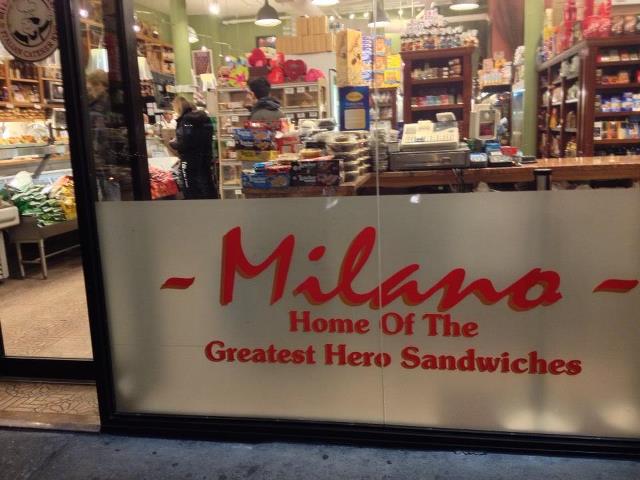 - Milano -
Home Of The
Greatest Hero Sandwiches